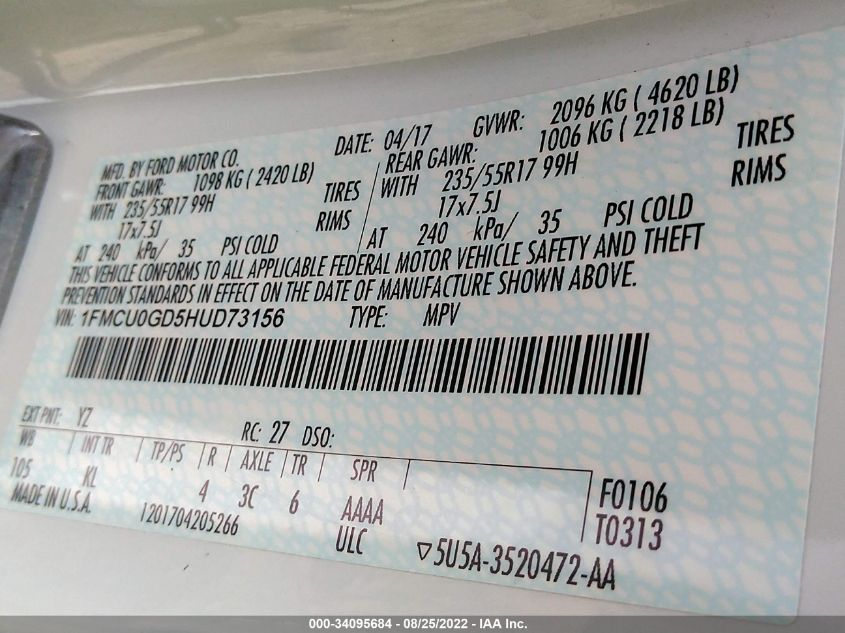 MFD. BY FORD MOTOR CO.
DATE: 04/17 GVWR: 2096 KG ( 4620 LB)
FRONT GAWR: 1098 KG ( 2420 LB)
REAR GAWR: 1006 KG ( 2218 LB)
WITH 235/55R17 99H TIRES
WITH 235/55R17 99H TIRES
17x7.5J RIMS
17x7.5J RIMS
AT 240 kPa/ 35 PSI COLD
AT 240 kPa/ 35 PSI COLD
THIS VEHICLE CONFORMS TO ALL APPLICABLE FEDERAL MOTOR VEHICLE SAFETY AND THEFT
PREVENTION STANDARDS IN EFFECT ON THE DATE OF MANUFACTURE SHOWN ABOVE.
VIN: 1FMCU0GD5HUD73156 TYPE: MPV
EXT PNT: YZ RC: 27 DSO:
WB INT TR TP/PS R AXLE TR SPR
105 KL 4 3C 6 AAAA F0106
MADE IN U.S.A. 1201704205266 ULC T0313
▽5U5A-3520472-AA
000-34095684 - 08/25/2022 - IAA Inc.